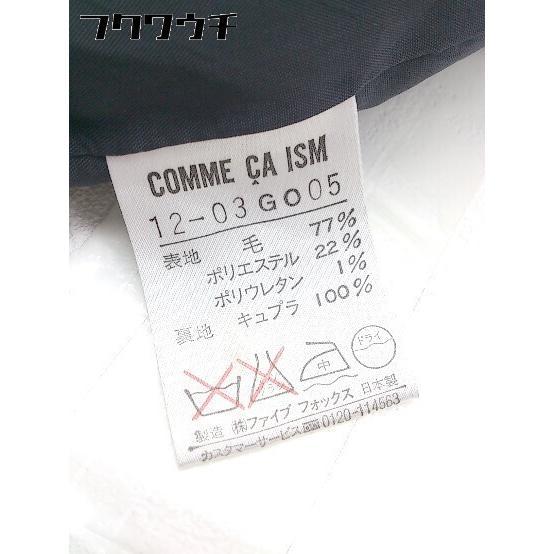 フクウクチ
COMME ÇA ISM
12-03GO05
表地 毛 77%
ポリエステル 22%
ポリウレタン 1%
裏地 キュプラ 100%
中 ドライ
製造 ㈱ファイブ フォックス 日本製
カスタマーサービス 0120-114563